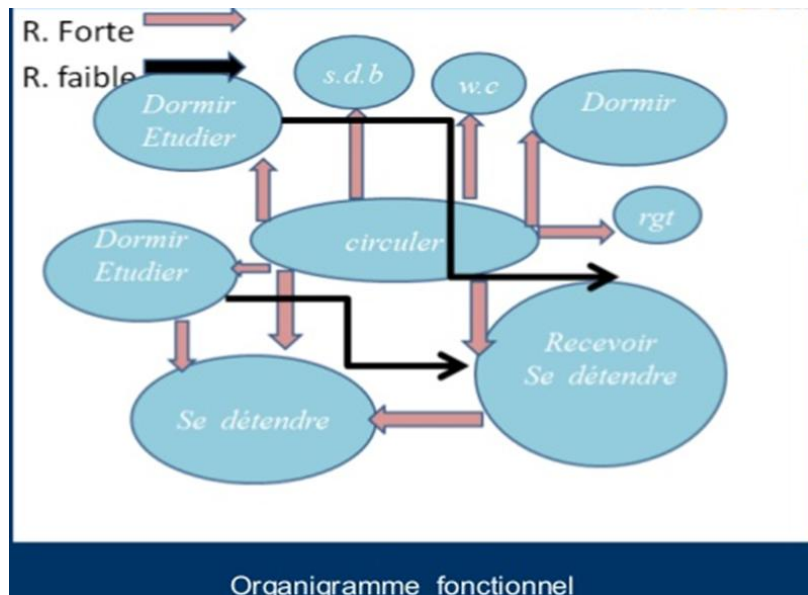 R. Forte
R. faible
s.d.b
w.c
Dormir
Etudier
Dormir
rgt
circuler
Dormir
Etudier
Recevoir
Se détendre
Se détendre
Organigramme fonctionnel